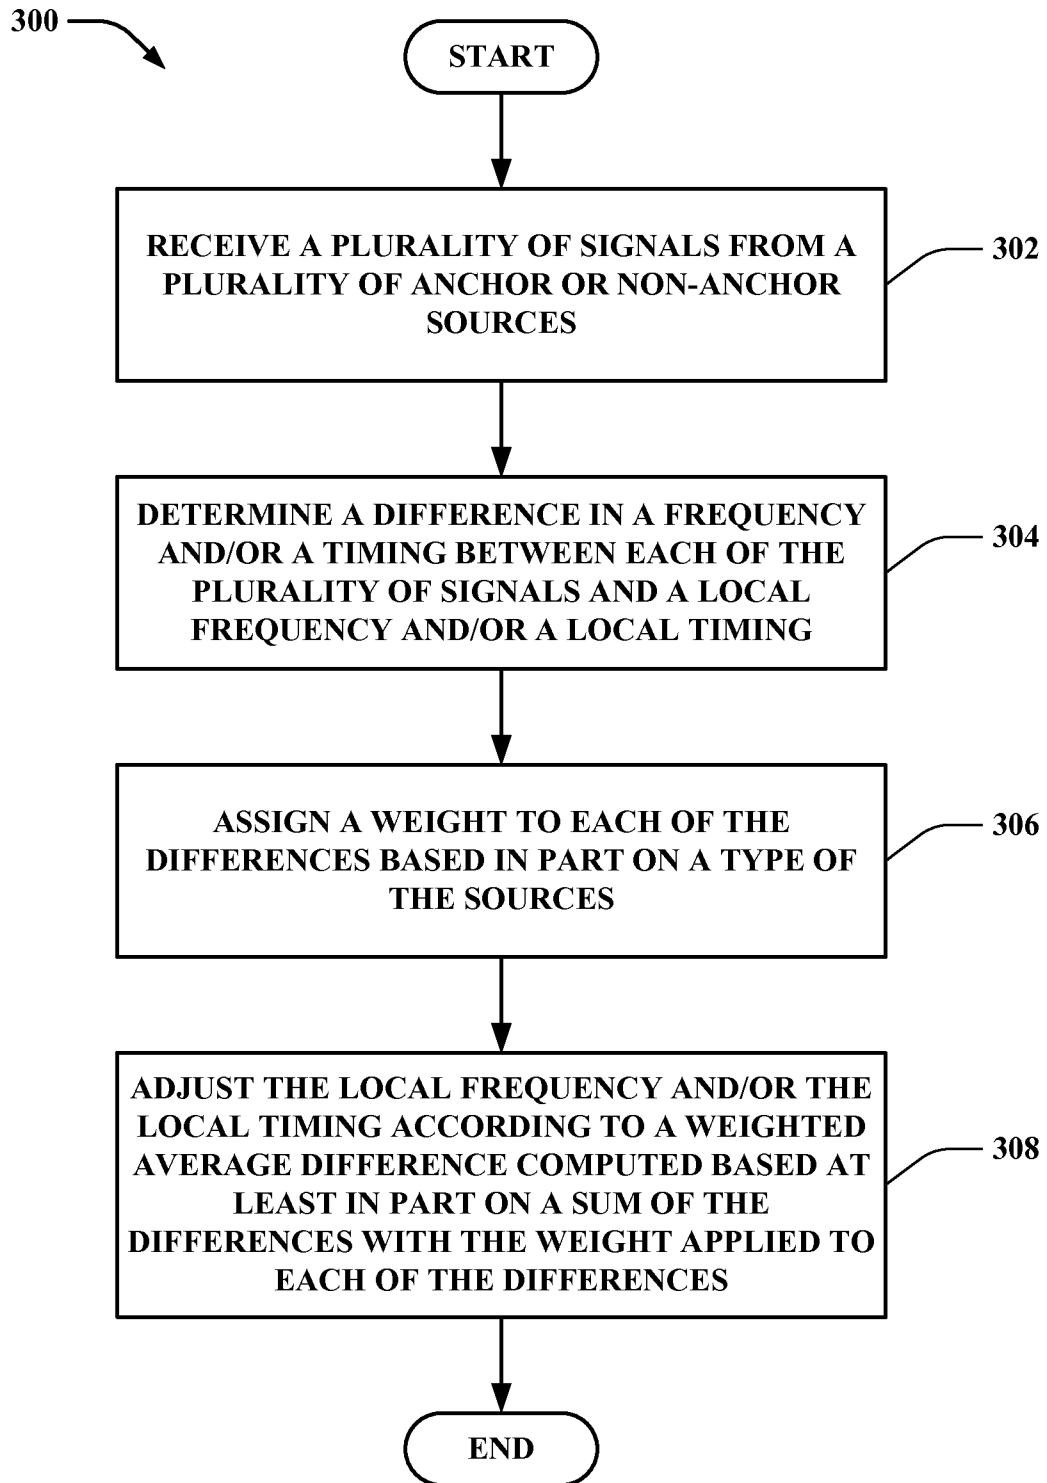 300
START
RECEIVE A PLURALITY OF SIGNALS FROM A
PLURALITY OF ANCHOR OR NON-ANCHOR
SOURCES
302
DETERMINE A DIFFERENCE IN A FREQUENCY
AND/OR A TIMING BETWEEN EACH OF THE
PLURALITY OF SIGNALS AND A LOCAL
FREQUENCY AND/OR A LOCAL TIMING
304
ASSIGN A WEIGHT TO EACH OF THE
DIFFERENCES BASED IN PART ON A TYPE OF
THE SOURCES
306
ADJUST THE LOCAL FREQUENCY AND/OR THE
LOCAL TIMING ACCORDING TO A WEIGHTED
AVERAGE DIFFERENCE COMPUTED BASED AT
LEAST IN PART ON A SUM OF THE
DIFFERENCES WITH THE WEIGHT APPLIED TO
EACH OF THE DIFFERENCES
308
END